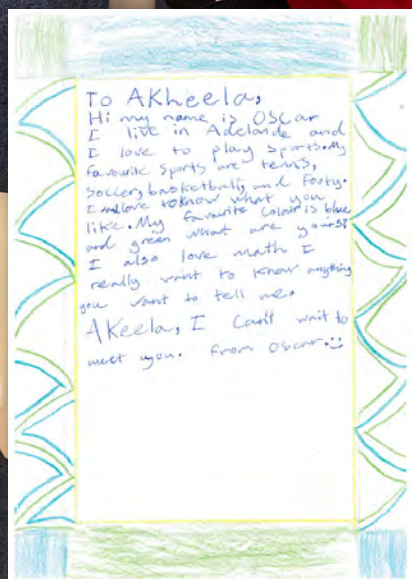 To AKheela,
Hi my name is OScar
I live in Adelaide and
I love to play sports. My
favourite sports are tennis,
soccer, basketball, and footy.
I love to know what you
like. My favourite colour is blue
and green what are yours?
I also love math I
really want to know anything
you want to tell me.
AKeela, I can't wait to
meet you. From Oscar. :)